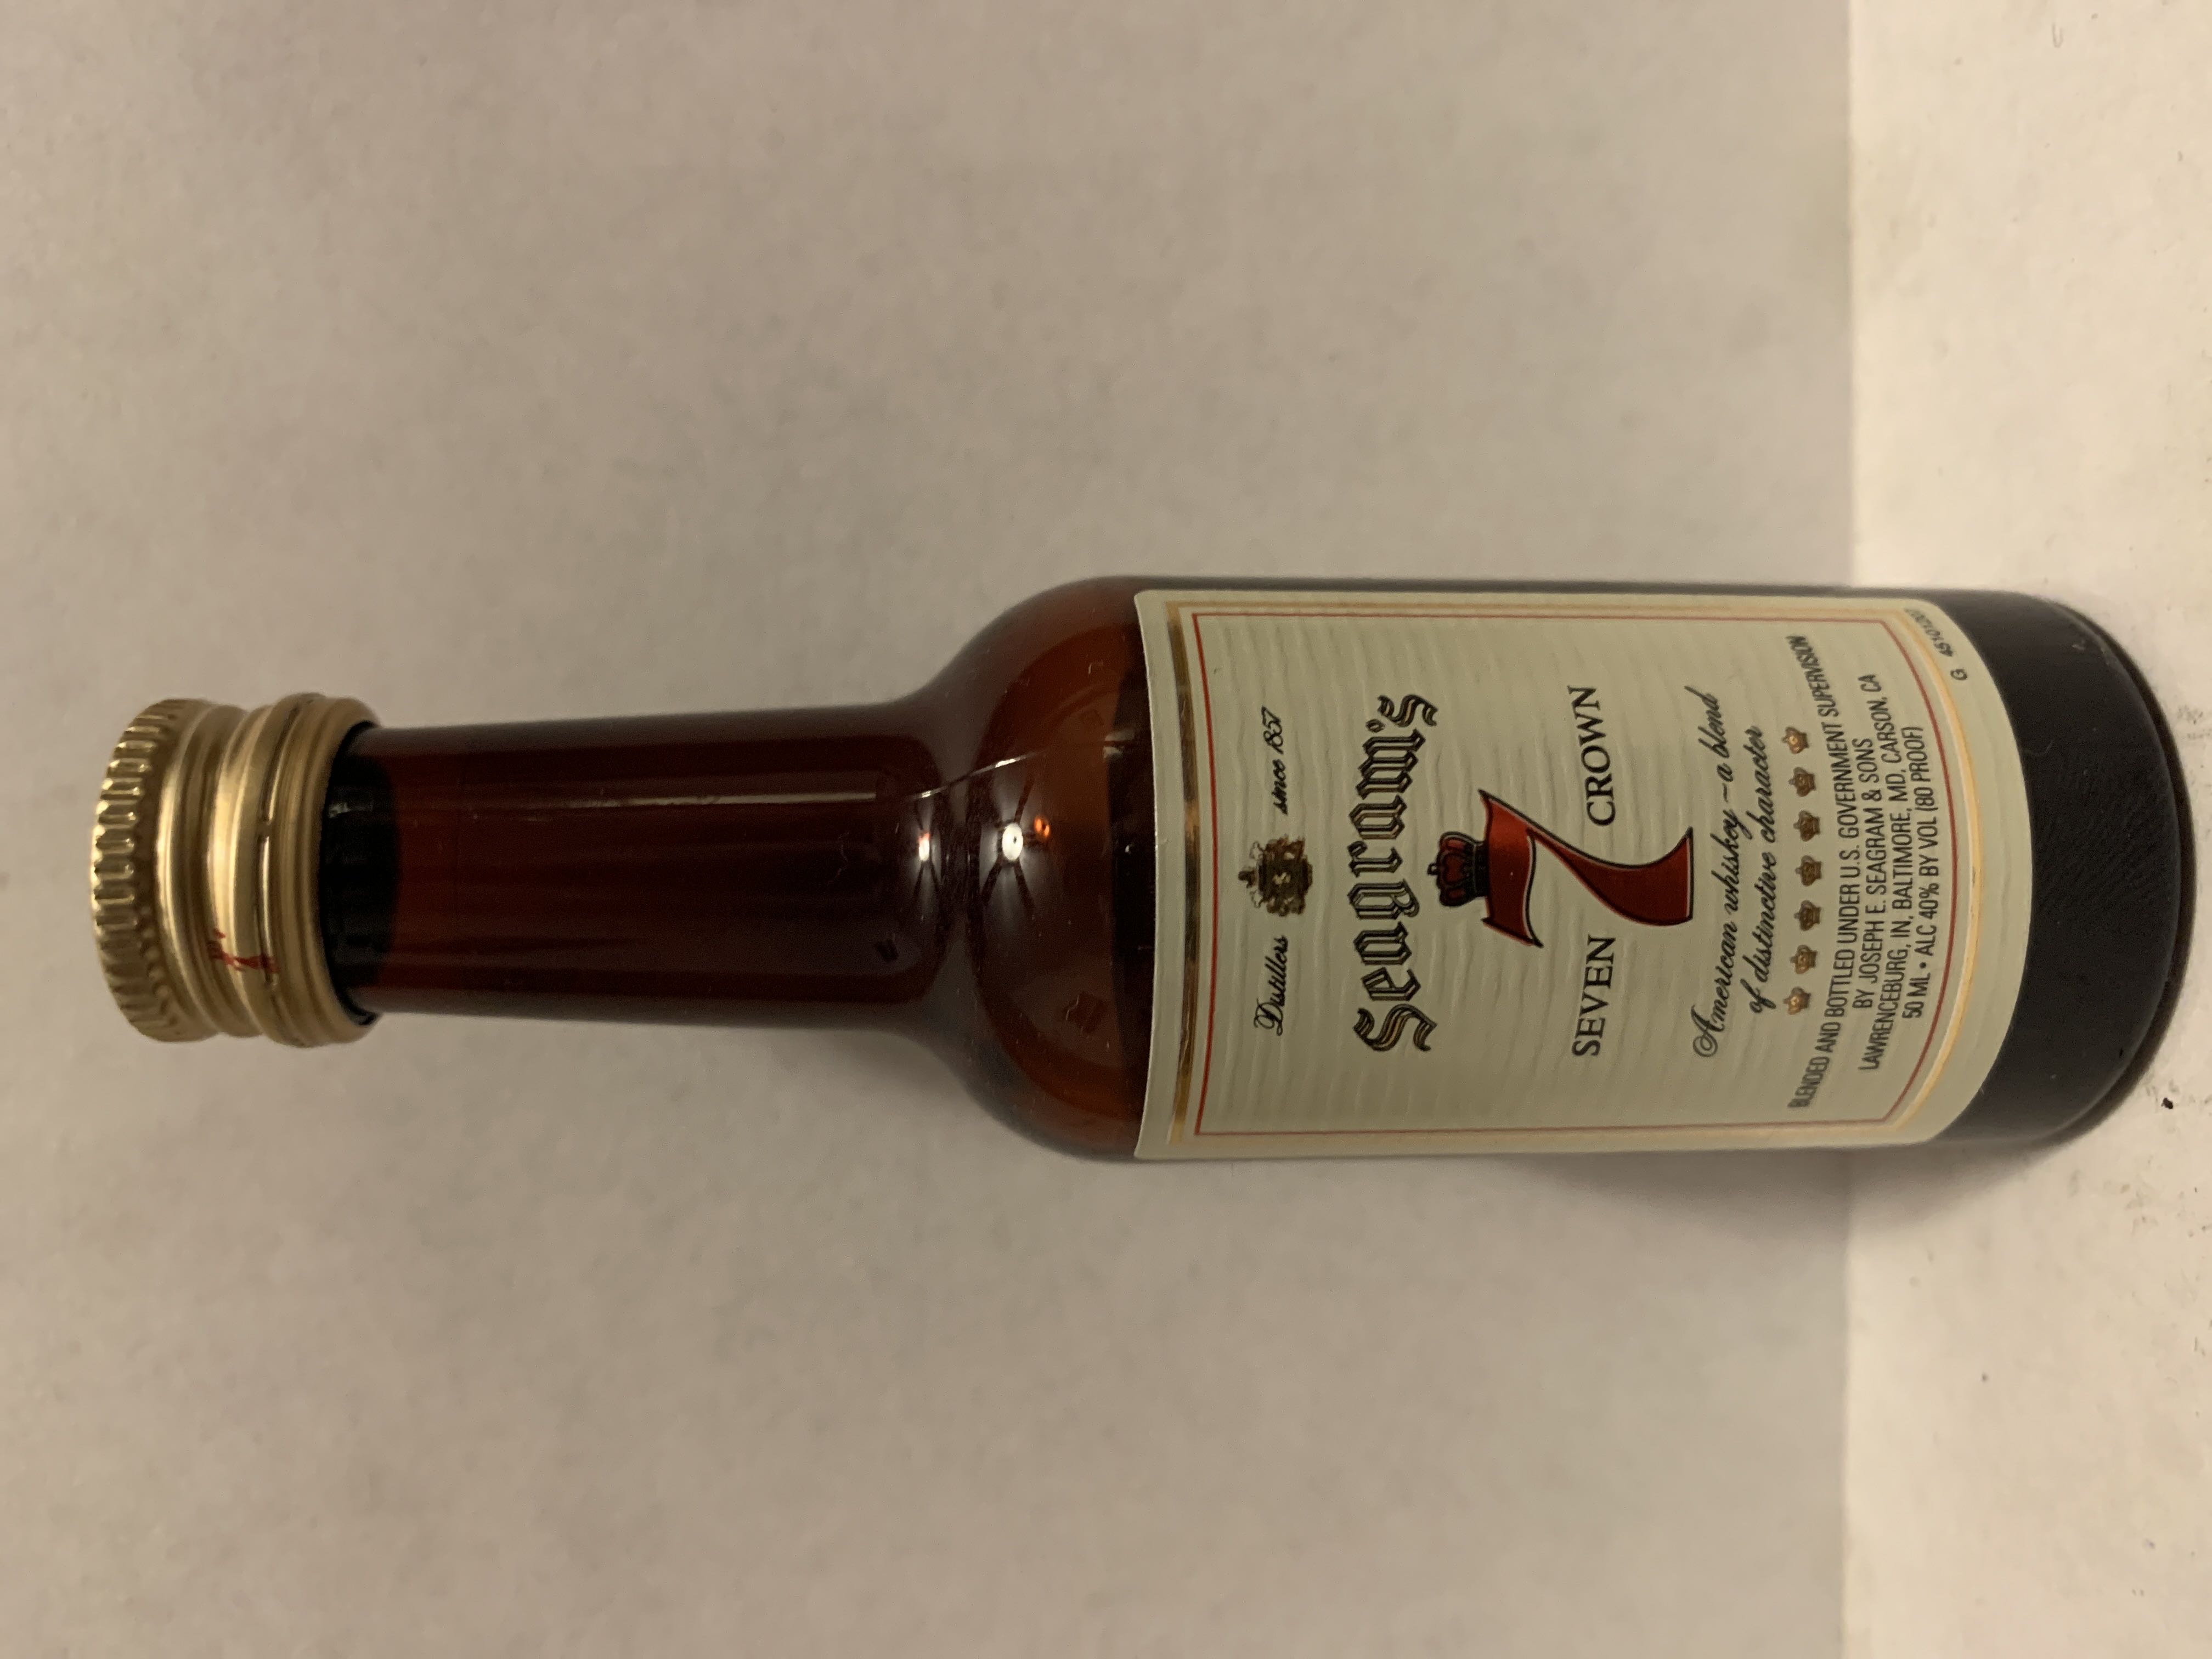 Distillers since 1857
Seagram's
7
SEVEN CROWN
American whiskey – a blend
of distinctive character
BLENDED AND BOTTLED UNDER U.S. GOVERNMENT SUPERVISION
BY JOSEPH E. SEAGRAM & SONS
LAWRENCEBURG, IN, BALTIMORE, MD, CARSON, CA
50 ML • ALC 40% BY VOL (80 PROOF)
G